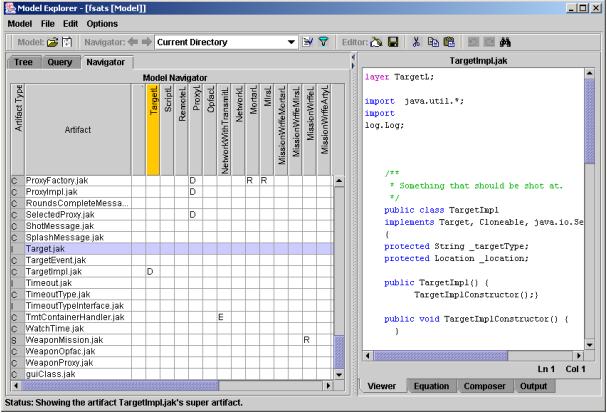 Model Explorer - [fsats [Model]]
Model File Edit Options
Model: Navigator: Current Directory Editor:
Tree Query Navigator
Model Navigator
Artifact Type
Artifact
TargetL
ScriptL
RemoteL
ProxyL
OpfacL
NetworkWithTransmitL
NetworkL
MortarL
MlrsL
MissionWrffeMortarL
MissionWrffeMlrsL
MissionWrffeL
MissionWrffeArtyL
C ProxyFactory.jak D R R
C ProxyImpl.jak D
C RoundsCompleteMessa...
C SelectedProxy.jak D
C ShotMessage.jak
C SplashMessage.jak
I Target.jak
C TargetEvent.jak
C TargetImpl.jak D
I Timeout.jak
C TimeoutType.jak
I TimeoutTypeInterface.jak
C TmtContainerHandler.jak E
C WatchTime.jak
S WeaponMission.jak R
C WeaponOpfac.jak
C WeaponProxy.jak
C guiClass.jak
TargetImpl.jak
layer TargetL;
import java.util.*;
import
log.Log;
/**
* Something that should be shot at.
*/
public class TargetImpl
implements Target, Cloneable, java.io.Se
{
protected String _targetType;
protected Location _location;
public TargetImpl() {
TargetImplConstructor();}
public void TargetImplConstructor() {
}
Ln 1 Col 1
Viewer Equation Composer Output
Status: Showing the artifact TargetImpl.jak's super artifact.